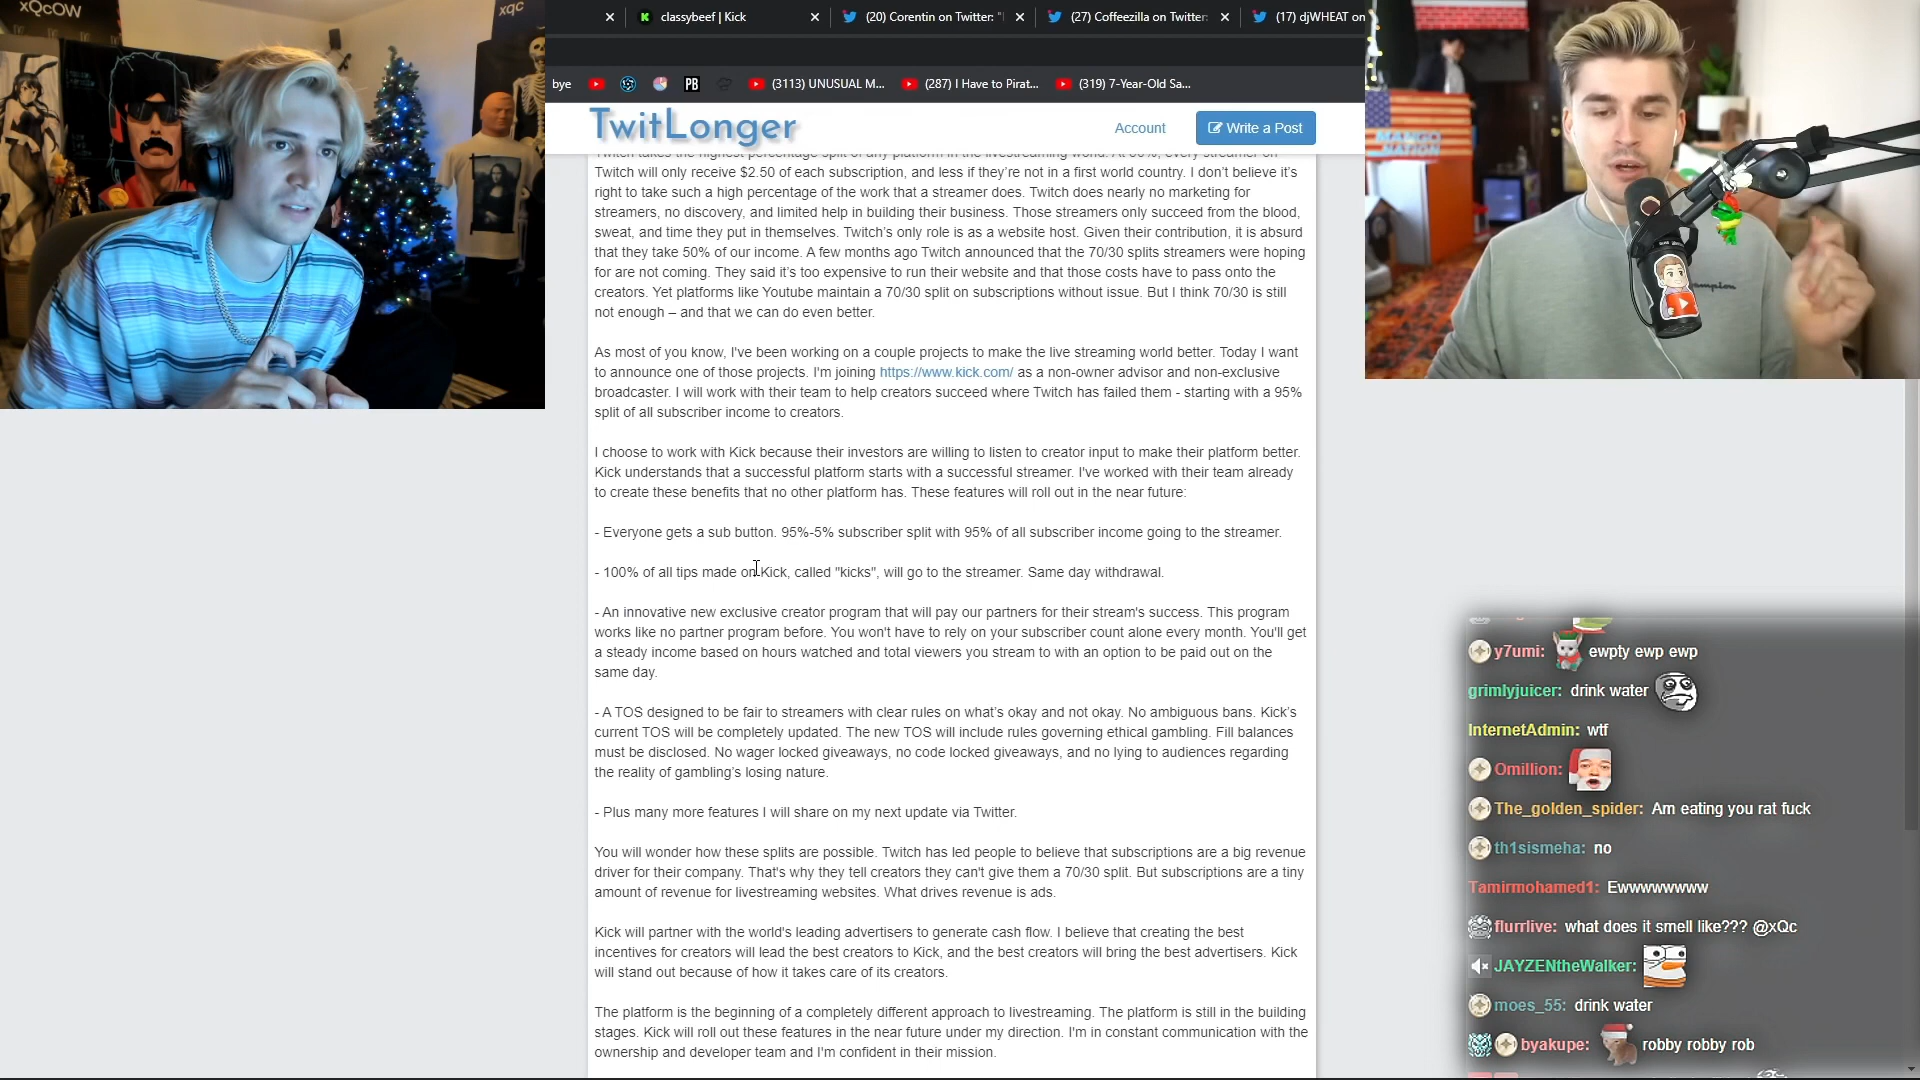 xQcOW
xqc
classybeef | Kick
(20) Corentin on Twitter: "
(27) Coffeezilla on Twitter:
(17) djWHEAT on
bye
PB
(3113) UNUSUAL M...
(287) I Have to Pirat...
(319) 7-Year-Old Sa...
TwitLonger
Account
Write a Post
Twitch takes the highest percentage split of any platform in the livestreaming world. At 50%, every streamer on
Twitch will only receive $2.50 of each subscription, and less if they're not in a first world country. I don't believe it's
right to take such a high percentage of the work that a streamer does. Twitch does nearly no marketing for
streamers, no discovery, and limited help in building their business. Those streamers only succeed from the blood,
sweat, and time they put in themselves. Twitch's only role is as a website host. Given their contribution, it is absurd
that they take 50% of our income. A few months ago Twitch announced that the 70/30 splits streamers were hoping
for are not coming. They said it's too expensive to run their website and that those costs have to pass onto the
creators. Yet platforms like Youtube maintain a 70/30 split on subscriptions without issue. But I think 70/30 is still
not enough – and that we can do even better.
As most of you know, I've been working on a couple projects to make the live streaming world better. Today I want
to announce one of those projects. I'm joining https://www.kick.com/ as a non-owner advisor and non-exclusive
broadcaster. I will work with their team to help creators succeed where Twitch has failed them - starting with a 95%
split of all subscriber income to creators.
I choose to work with Kick because their investors are willing to listen to creator input to make their platform better.
Kick understands that a successful platform starts with a successful streamer. I've worked with their team already
to create these benefits that no other platform has. These features will roll out in the near future:
- Everyone gets a sub button. 95%-5% subscriber split with 95% of all subscriber income going to the streamer.
- 100% of all tips made on Kick, called "kicks", will go to the streamer. Same day withdrawal.
- An innovative new exclusive creator program that will pay our partners for their stream's success. This program
works like no partner program before. You won't have to rely on your subscriber count alone every month. You'll get
a steady income based on hours watched and total viewers you stream to with an option to be paid out on the
same day.
- A TOS designed to be fair to streamers with clear rules on what's okay and not okay. No ambiguous bans. Kick's
current TOS will be completely updated. The new TOS will include rules governing ethical gambling. Fill balances
must be disclosed. No wager locked giveaways, no code locked giveaways, and no lying to audiences regarding
the reality of gambling's losing nature.
- Plus many more features I will share on my next update via Twitter.
You will wonder how these splits are possible. Twitch has led people to believe that subscriptions are a big revenue
driver for their company. That's why they tell creators they can't give them a 70/30 split. But subscriptions are a tiny
amount of revenue for livestreaming websites. What drives revenue is ads.
Kick will partner with the world's leading advertisers to generate cash flow. I believe that creating the best
incentives for creators will lead the best creators to Kick, and the best creators will bring the best advertisers. Kick
will stand out because of how it takes care of its creators.
The platform is the beginning of a completely different approach to livestreaming. The platform is still in the building
stages. Kick will roll out these features in the near future under my direction. I'm in constant communication with the
ownership and developer team and I'm confident in their mission.
MANGO
NATION
Champion
y7umi: ewpty ewp ewp
grimlyjuicer: drink water
InternetAdmin: wtf
Omillion:
The_golden_spider: Am eating you rat fuck
th1sismeha: no
Tamirmohamed1: Ewwwwwwww
flurrlive: what does it smell like??? @xQc
JAYZENtheWalker:
moes_55: drink water
byakupe: robby robby rob